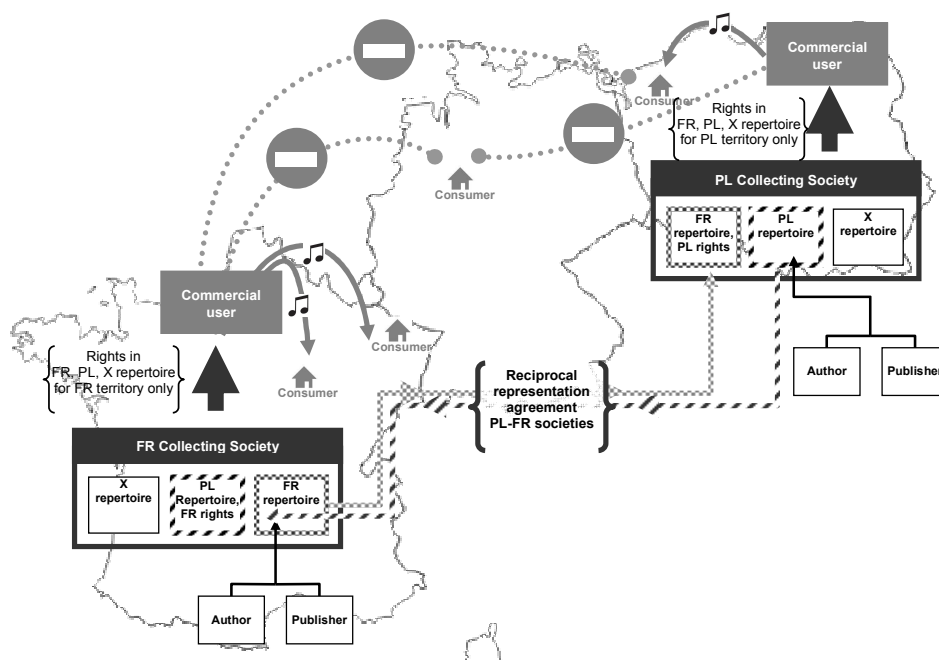 Commercial
user
Consumer
Rights in
FR, PL, X repertoire
for PL territory only
Consumer
PL Collecting Society
FR
repertoire,
PL rights
PL
repertoire
X
repertoire
Commercial
user
Consumer
Consumer
Rights in
FR, PL, X repertoire
for FR territory only
Author
Publisher
Reciprocal
representation
agreement
PL-FR societies
FR Collecting Society
X
repertoire
PL
Repertoire,
FR rights
FR
repertoire
Author
Publisher